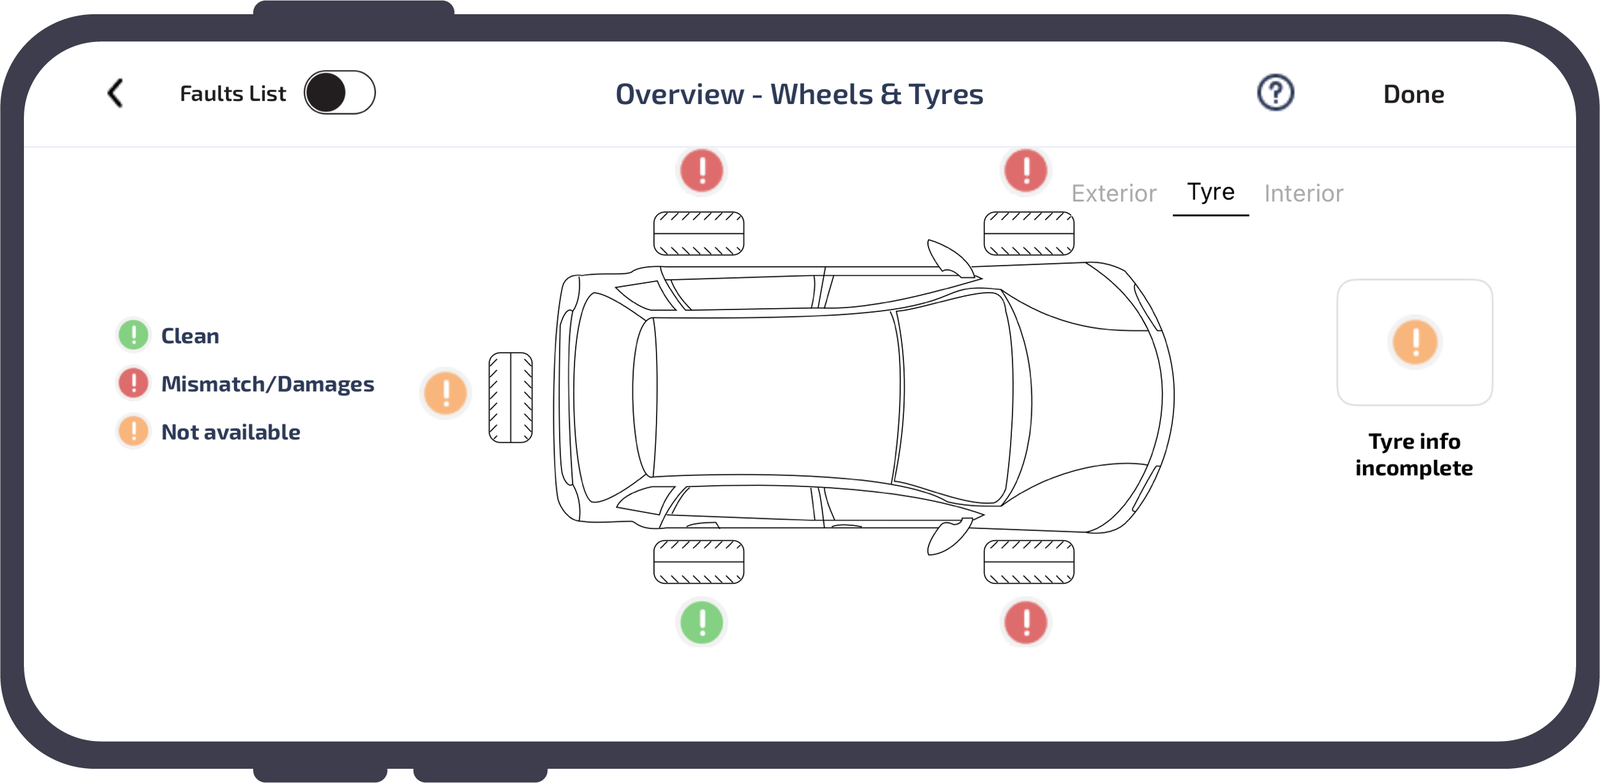 Faults List
Overview - Wheels & Tyres
Done
Exterior
Tyre
Interior
Clean
Mismatch/Damages
Not available
Tyre info
incomplete